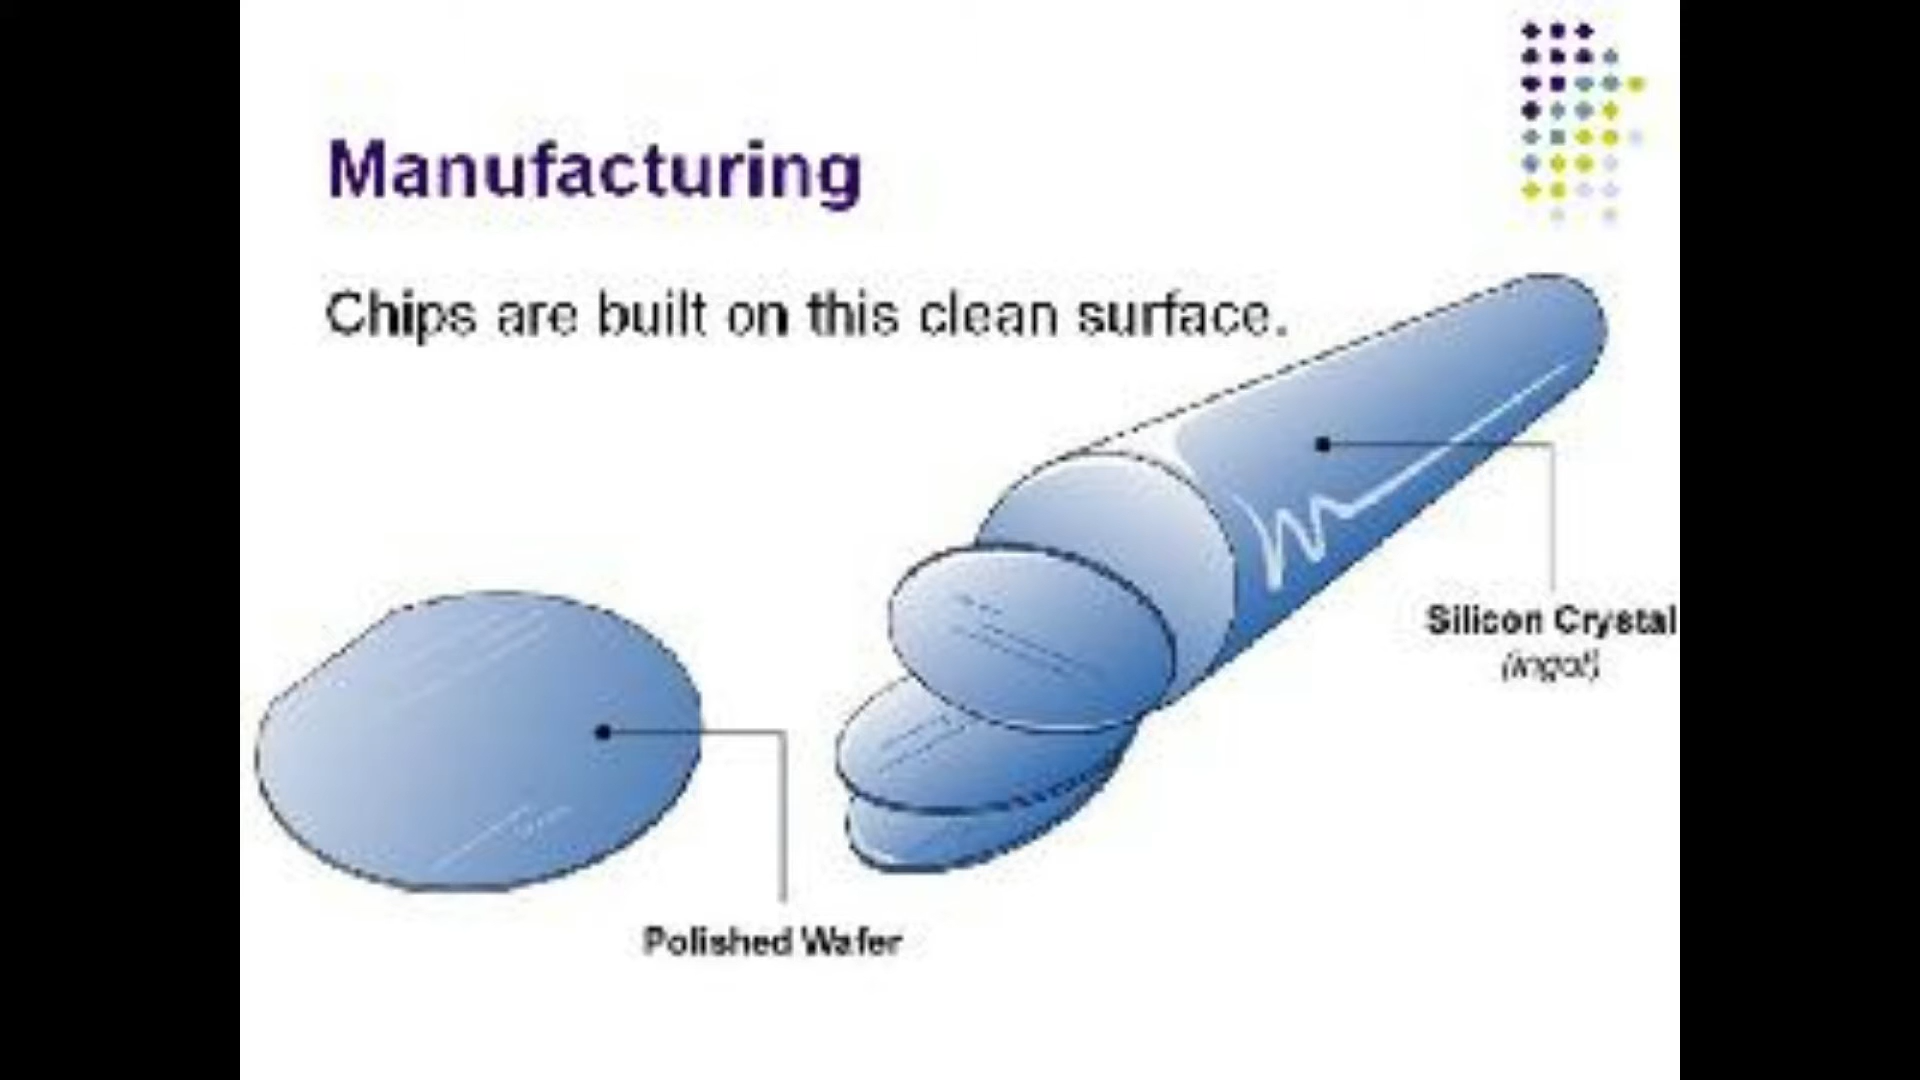 Manufacturing
Chips are built on this clean surface.
Silicon Crystal
(ingot)
Polished Wafer